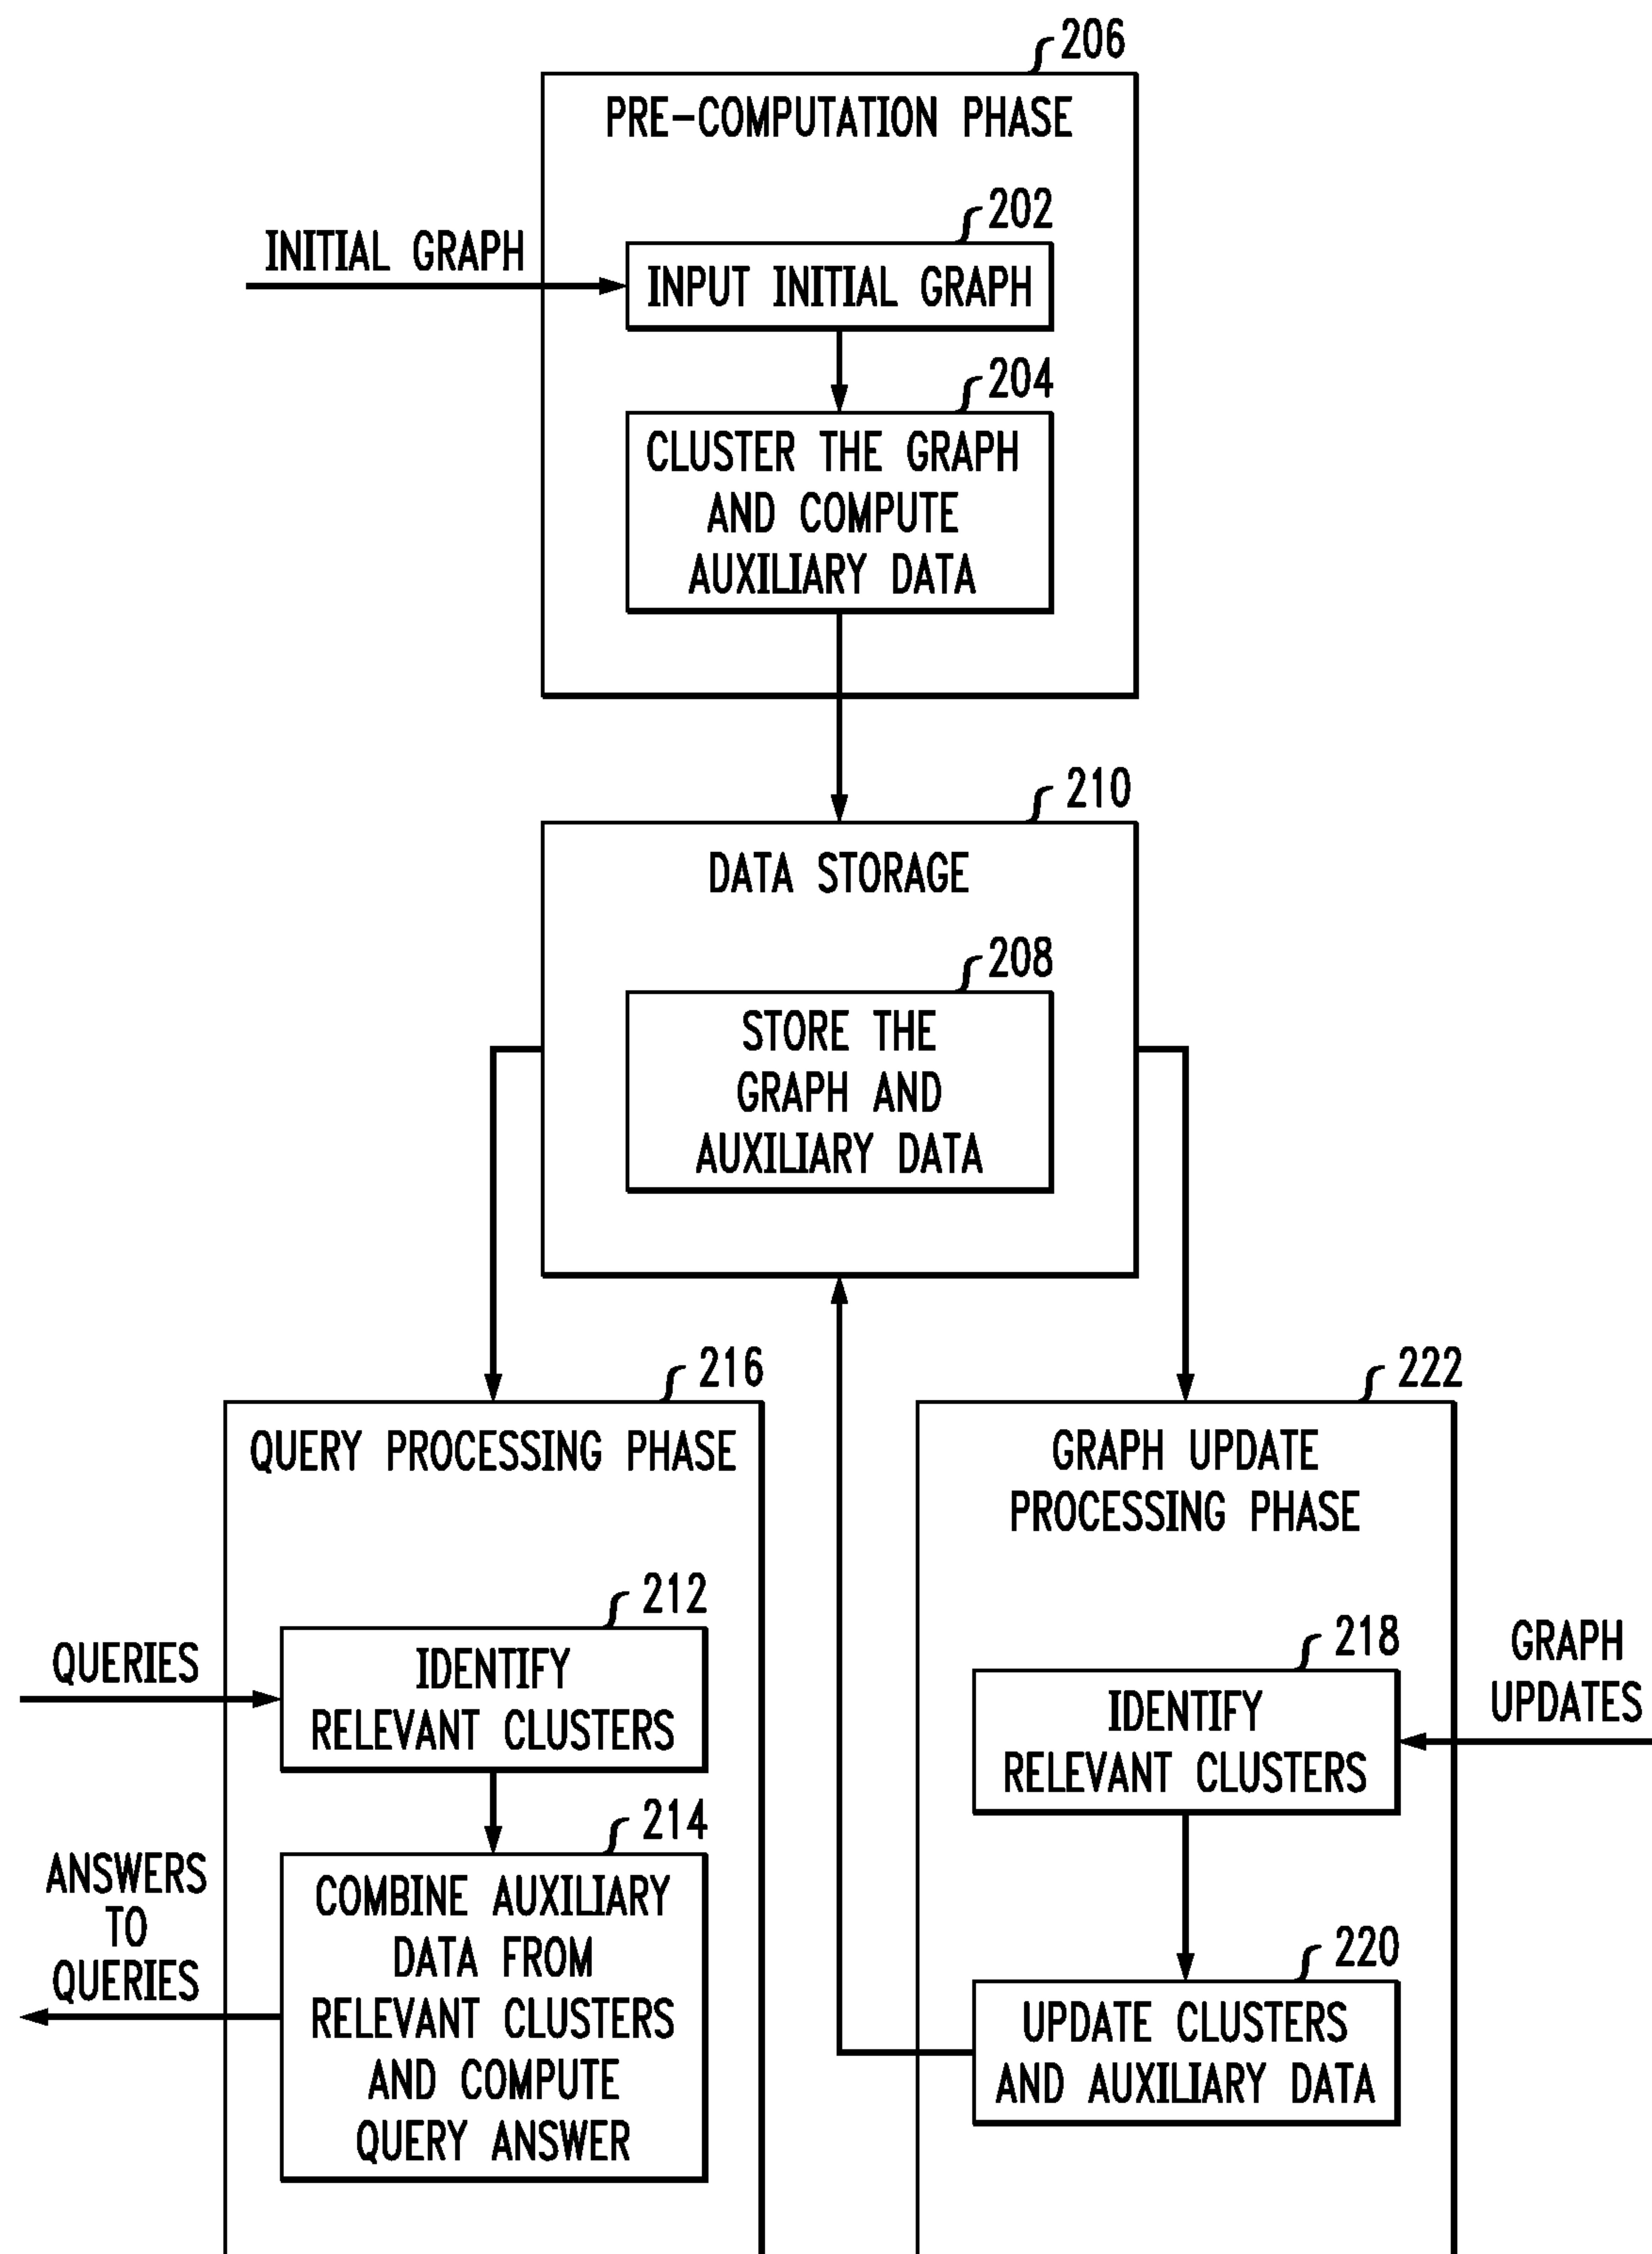 206
PRE-COMPUTATION PHASE
202
INITIAL GRAPH
INPUT INITIAL GRAPH
204
CLUSTER THE GRAPH
AND COMPUTE
AUXILIARY DATA
210
DATA STORAGE
208
STORE THE
GRAPH AND
AUXILIARY DATA
216
QUERY PROCESSING PHASE
212
QUERIES
IDENTIFY
RELEVANT CLUSTERS
214
ANSWERS
TO
QUERIES
COMBINE AUXILIARY
DATA FROM
RELEVANT CLUSTERS
AND COMPUTE
QUERY ANSWER
222
GRAPH UPDATE
PROCESSING PHASE
218
GRAPH
UPDATES
IDENTIFY
RELEVANT CLUSTERS
220
UPDATE CLUSTERS
AND AUXILIARY DATA